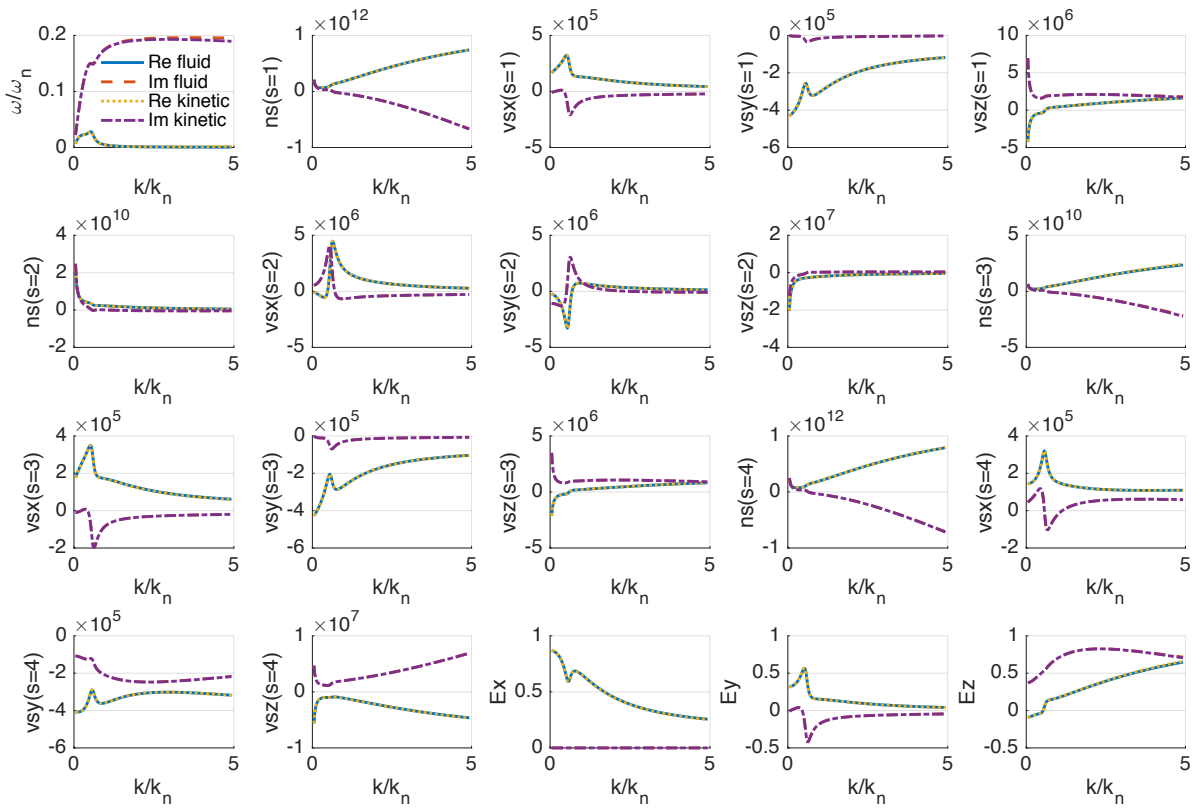 0.2
0.1
0
ω/ω_n
Re fluid
Im fluid
Re kinetic
Im kinetic
0 5
k/k_n
×10^12
1
0
-1
ns(s=1)
0 5
k/k_n
×10^5
5
0
-5
vsx(s=1)
0 5
k/k_n
×10^5
0
-2
-4
-6
vsy(s=1)
0 5
k/k_n
×10^6
10
5
0
-5
vsz(s=1)
0 5
k/k_n
×10^10
4
2
0
-2
ns(s=2)
0 5
k/k_n
×10^6
5
0
-5
vsx(s=2)
0 5
k/k_n
×10^6
5
0
-5
vsy(s=2)
0 5
k/k_n
×10^7
2
0
-2
-4
vsz(s=2)
0 5
k/k_n
×10^10
5
0
-5
ns(s=3)
0 5
k/k_n
×10^5
4
2
0
-2
vsx(s=3)
0 5
k/k_n
×10^5
0
-2
-4
-6
vsy(s=3)
0 5
k/k_n
×10^6
5
0
-5
vsz(s=3)
0 5
k/k_n
×10^12
1
0
-1
ns(s=4)
0 5
k/k_n
×10^5
4
2
0
-2
vsx(s=4)
0 5
k/k_n
×10^5
0
-2
-4
-6
vsy(s=4)
0 5
k/k_n
×10^7
1
0
-1
vsz(s=4)
0 5
k/k_n
1
0.5
0
Ex
0 5
k/k_n
1
0.5
0
-0.5
Ey
0 5
k/k_n
1
0.5
0
-0.5
Ez
0 5
k/k_n